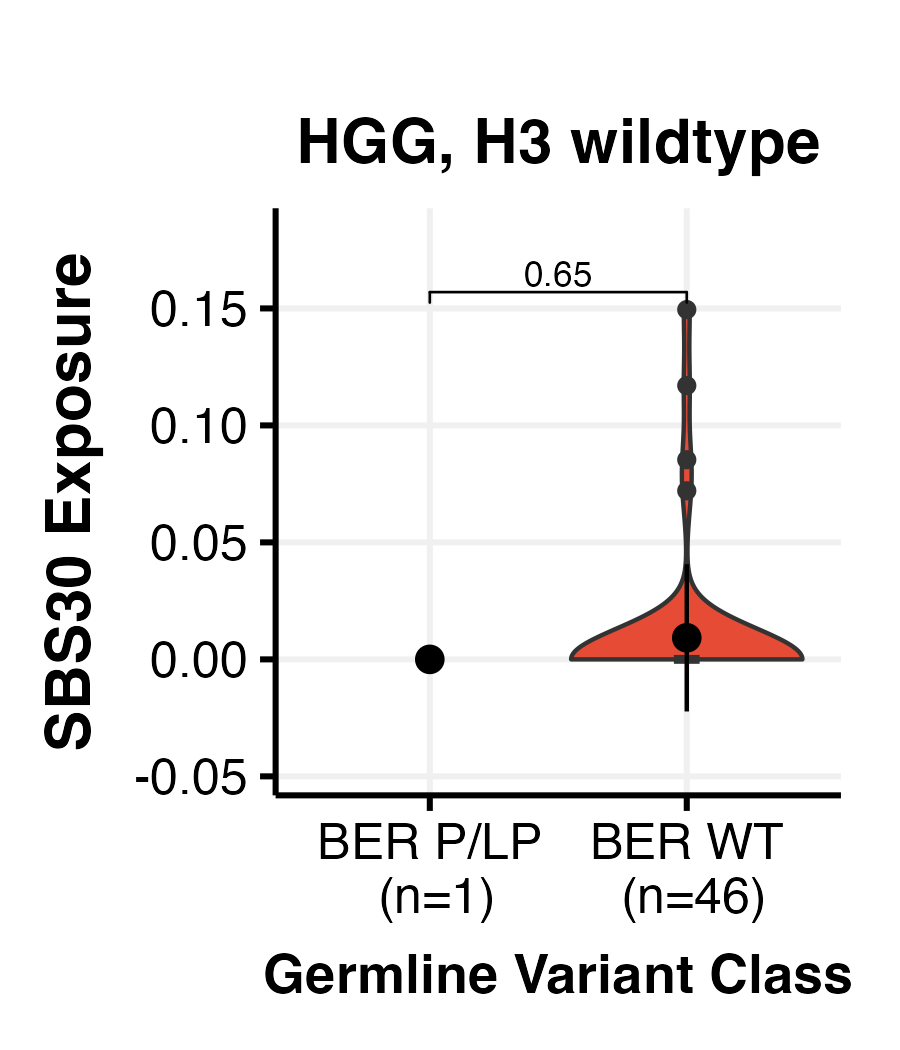 HGG, H3 wildtype
SBS30 Exposure
0.65
0.15
0.10
0.05
0.00
-0.05
BER P/LP BER WT
(n=1) (n=46)
Germline Variant Class